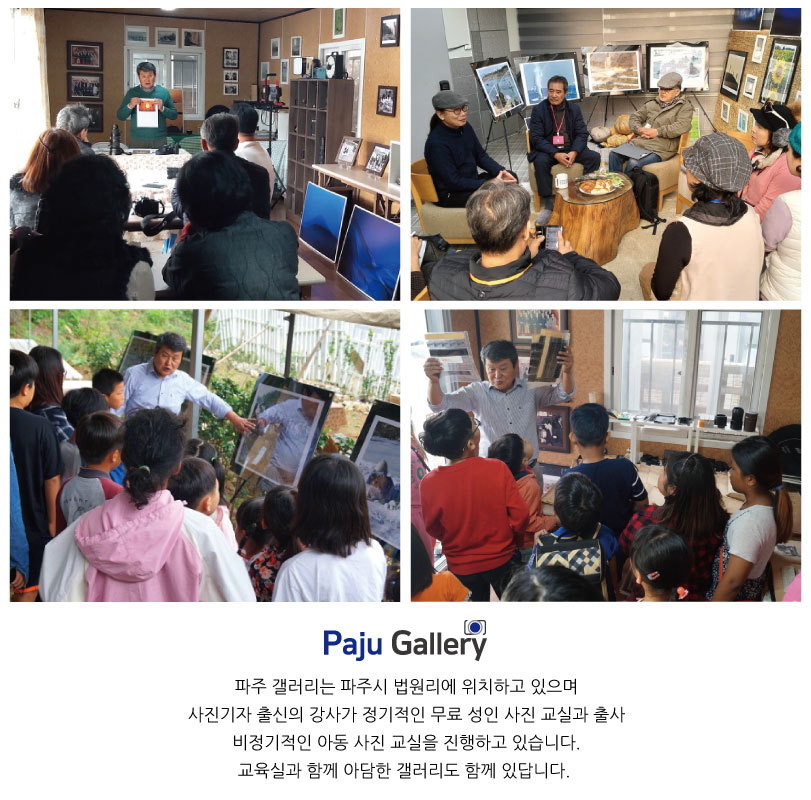 Paju Gallery
파주 갤러리는 파주시 법원리에 위치하고 있으며
사진기자 출신의 강사가 정기적인 무료 성인 사진 교실과 출사
비정기적인 아동 사진 교실을 진행하고 있습니다.
교육실과 함께 아담한 갤러리도 함께 있답니다.